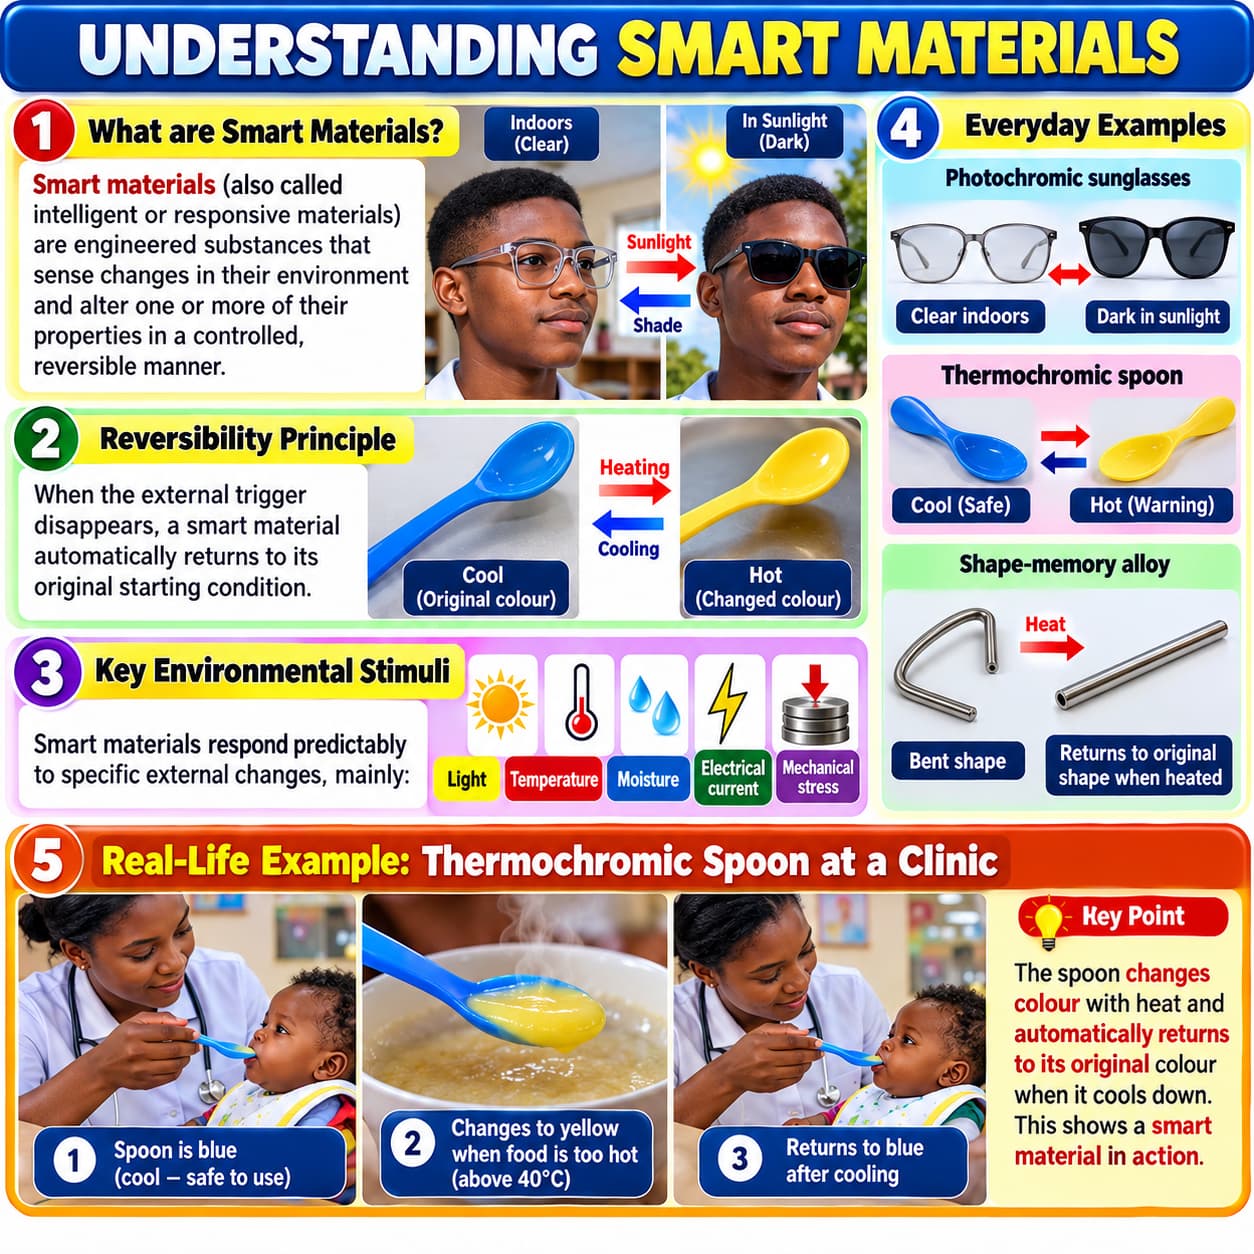 UNDERSTANDING SMART MATERIALS
1 What are Smart Materials?
Smart materials (also called
intelligent or responsive materials)
are engineered substances that
sense changes in their environment
and alter one or more of their
properties in a controlled,
reversible manner.
Indoors
(Clear)
In Sunlight
(Dark)
Sunlight
Shade
2 Reversibility Principle
When the external trigger
disappears, a smart material
automatically returns to its
original starting condition.
Cool
(Original colour)
Heating
Cooling
Hot
(Changed colour)
3 Key Environmental Stimuli
Smart materials respond predictably
to specific external changes, mainly:
Light
Temperature
Moisture
Electrical
current
Mechanical
stress
4 Everyday Examples
Photochromic sunglasses
Clear indoors
Dark in sunlight
Thermochromic spoon
Cool (Safe)
Hot (Warning)
Shape-memory alloy
Heat
Bent shape
Returns to original
shape when heated
5 Real-Life Example: Thermochromic Spoon at a Clinic
1 Spoon is blue
(cool – safe to use)
2 Changes to yellow
when food is too hot
(above 40°C)
3 Returns to blue
after cooling
Key Point
The spoon changes
colour with heat and
automatically returns
to its original colour
when it cools down.
This shows a smart
material in action.